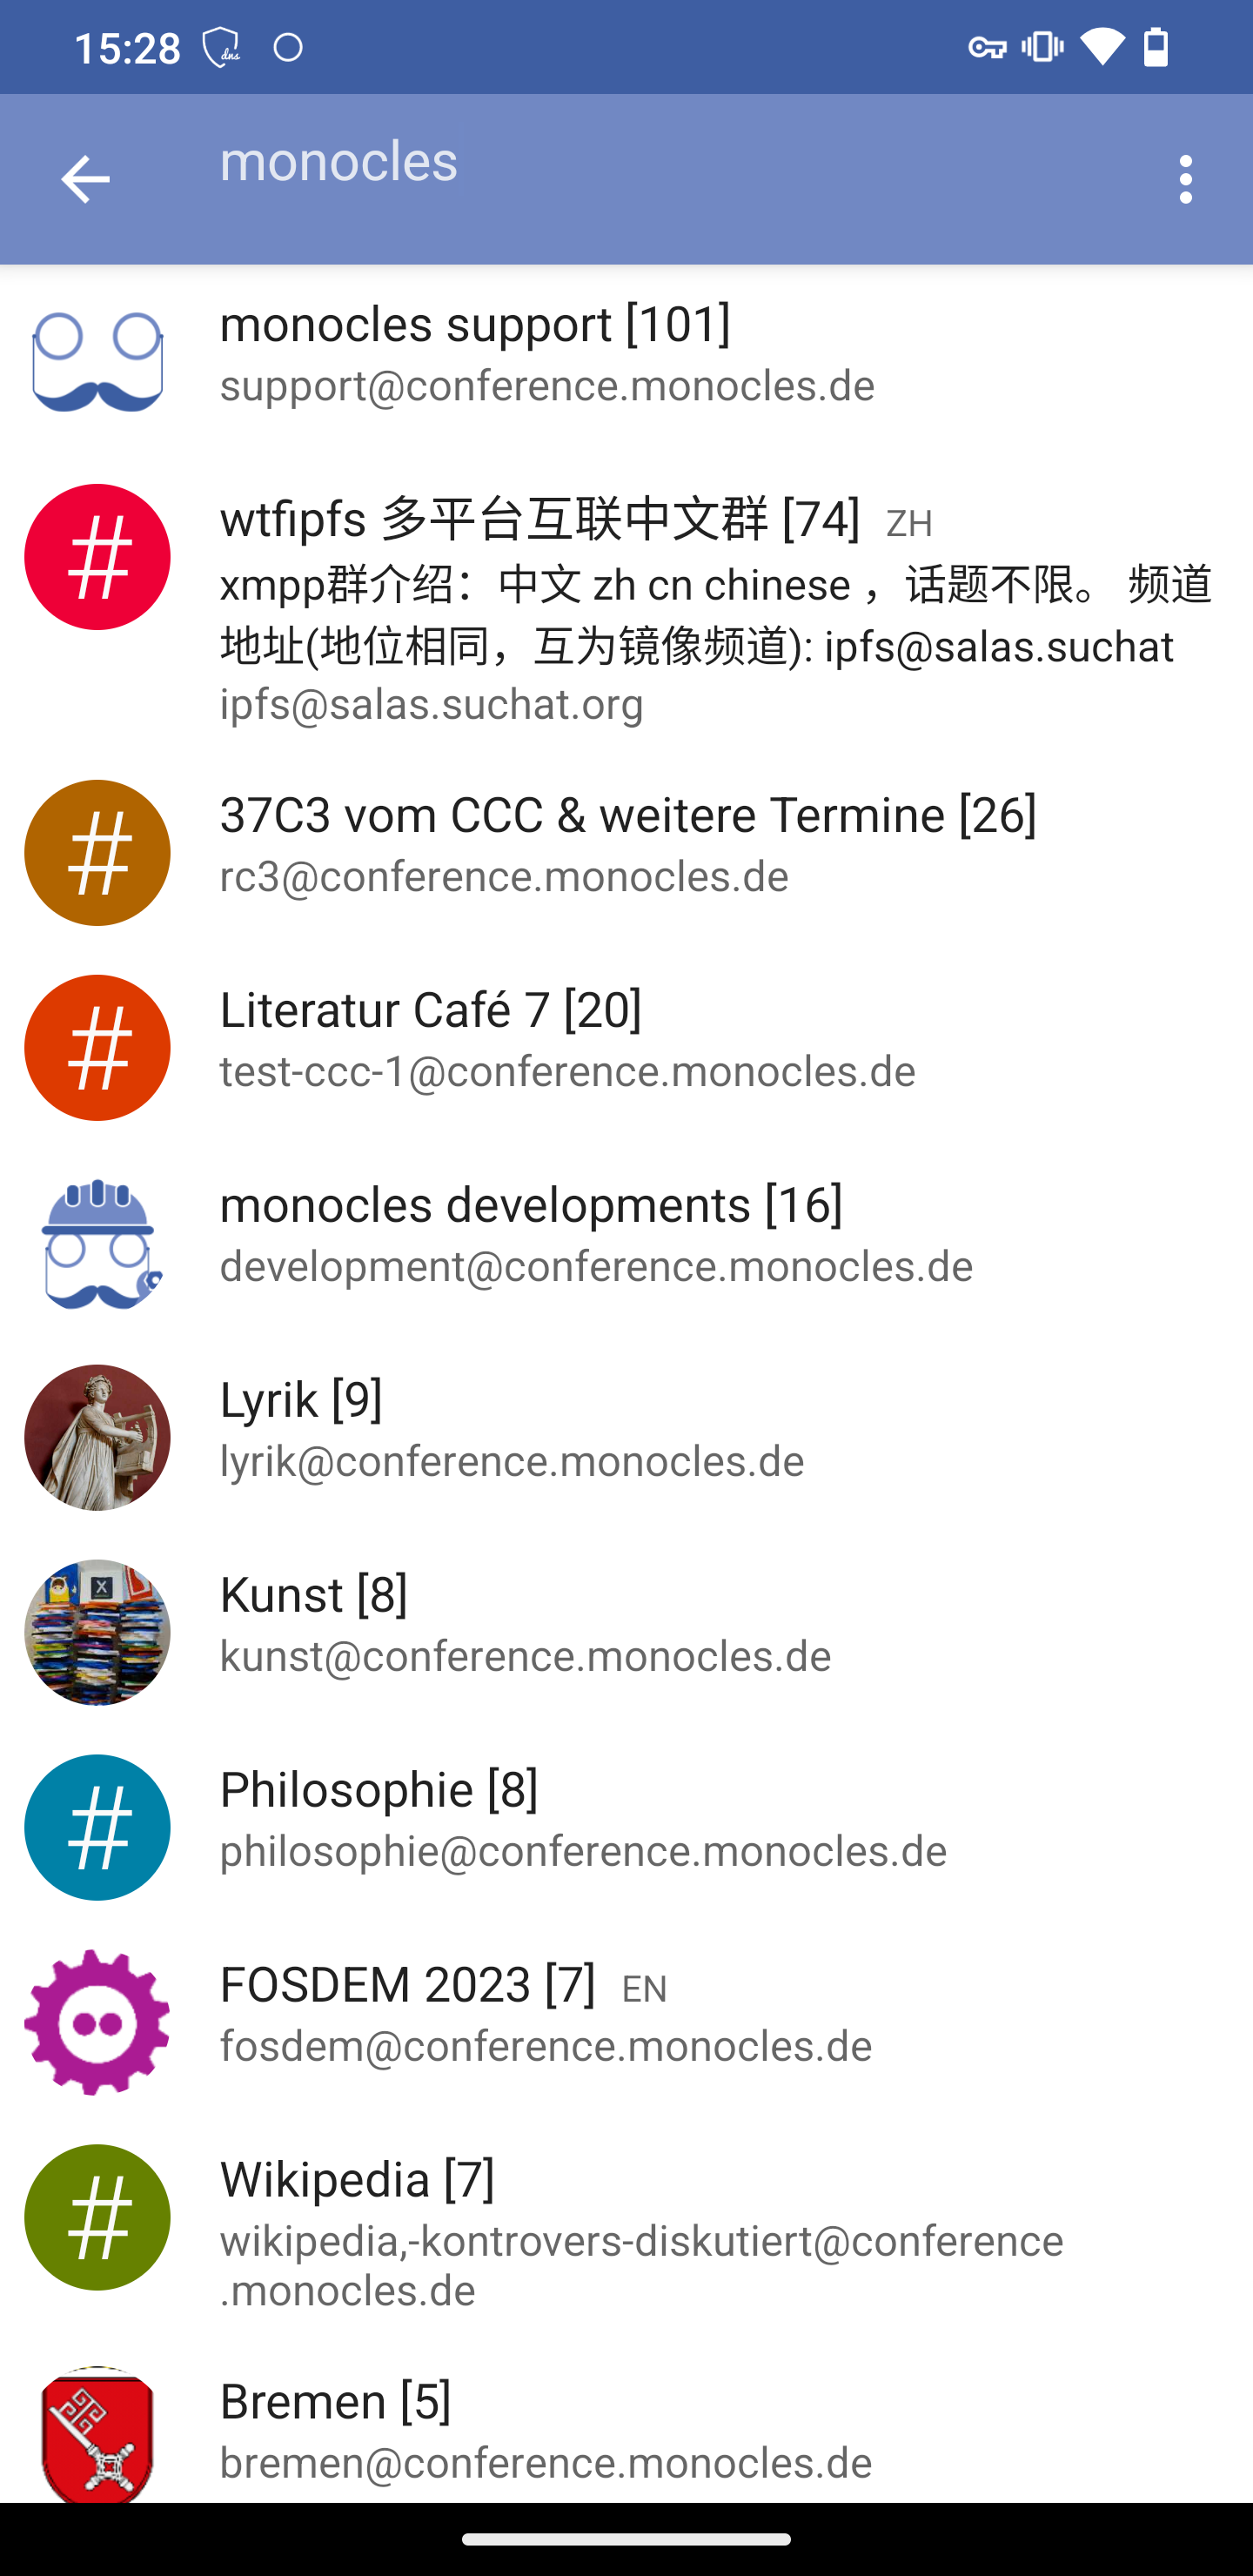 15:28 dns
monocles
monocles support [101]
support@conference.monocles.de
wtfipfs 多平台互联中文群 [74] ZH
xmpp群介绍：中文 zh cn chinese ，话题不限。 频道
地址(地位相同，互为镜像频道): ipfs@salas.suchat
ipfs@salas.suchat.org
37C3 vom CCC & weitere Termine [26]
rc3@conference.monocles.de
Literatur Café 7 [20]
test-ccc-1@conference.monocles.de
monocles developments [16]
development@conference.monocles.de
Lyrik [9]
lyrik@conference.monocles.de
Kunst [8]
kunst@conference.monocles.de
Philosophie [8]
philosophie@conference.monocles.de
FOSDEM 2023 [7] EN
fosdem@conference.monocles.de
Wikipedia [7]
wikipedia,-kontrovers-diskutiert@conference
.monocles.de
Bremen [5]
bremen@conference.monocles.de